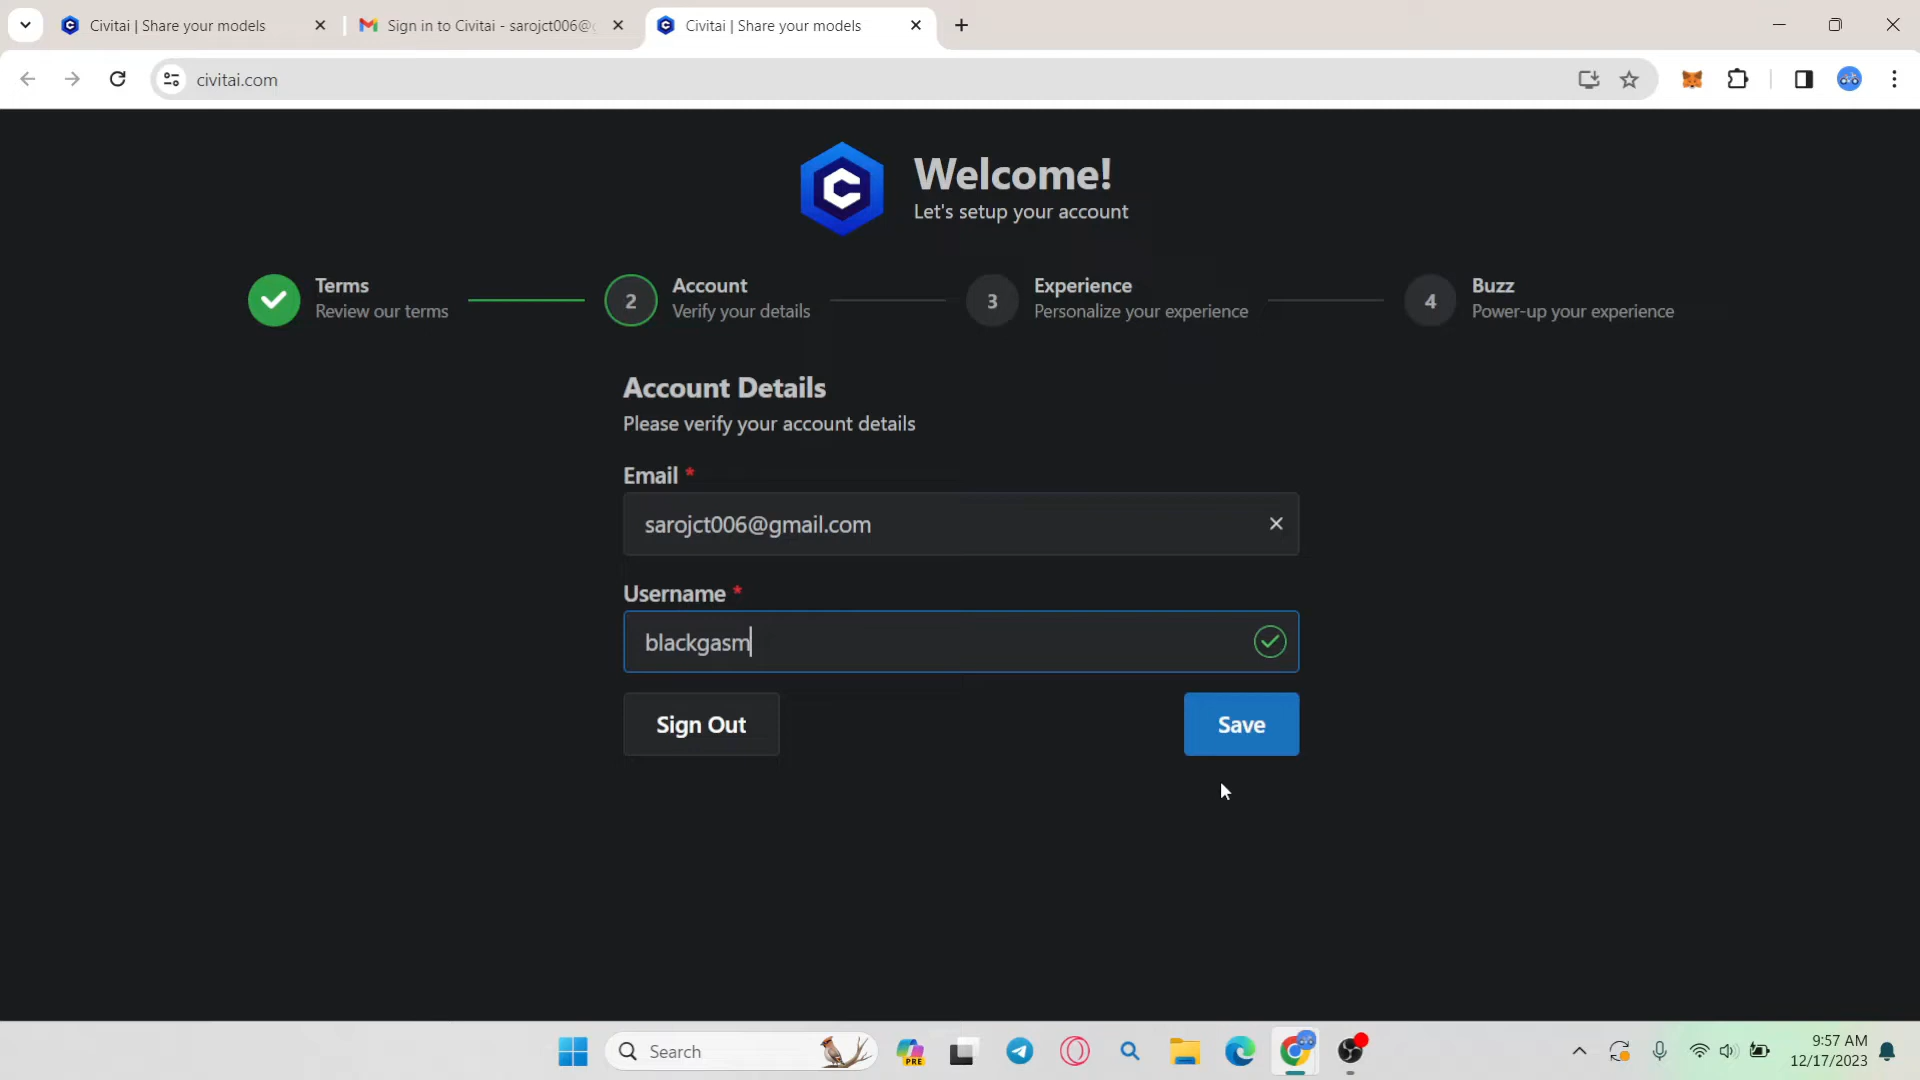 Civitai | Share your models
Sign in to Civitai - sarojct006@
Civitai | Share your models
civitai.com
Welcome!
Let's setup your account
Terms
Review our terms
2
Account
Verify your details
3
Experience
Personalize your experience
4
Buzz
Power-up your experience
Account Details
Please verify your account details
Email *
sarojct006@gmail.com
Username *
blackgasm
Sign Out
Save
Search
PRE
9:57 AM
12/17/2023